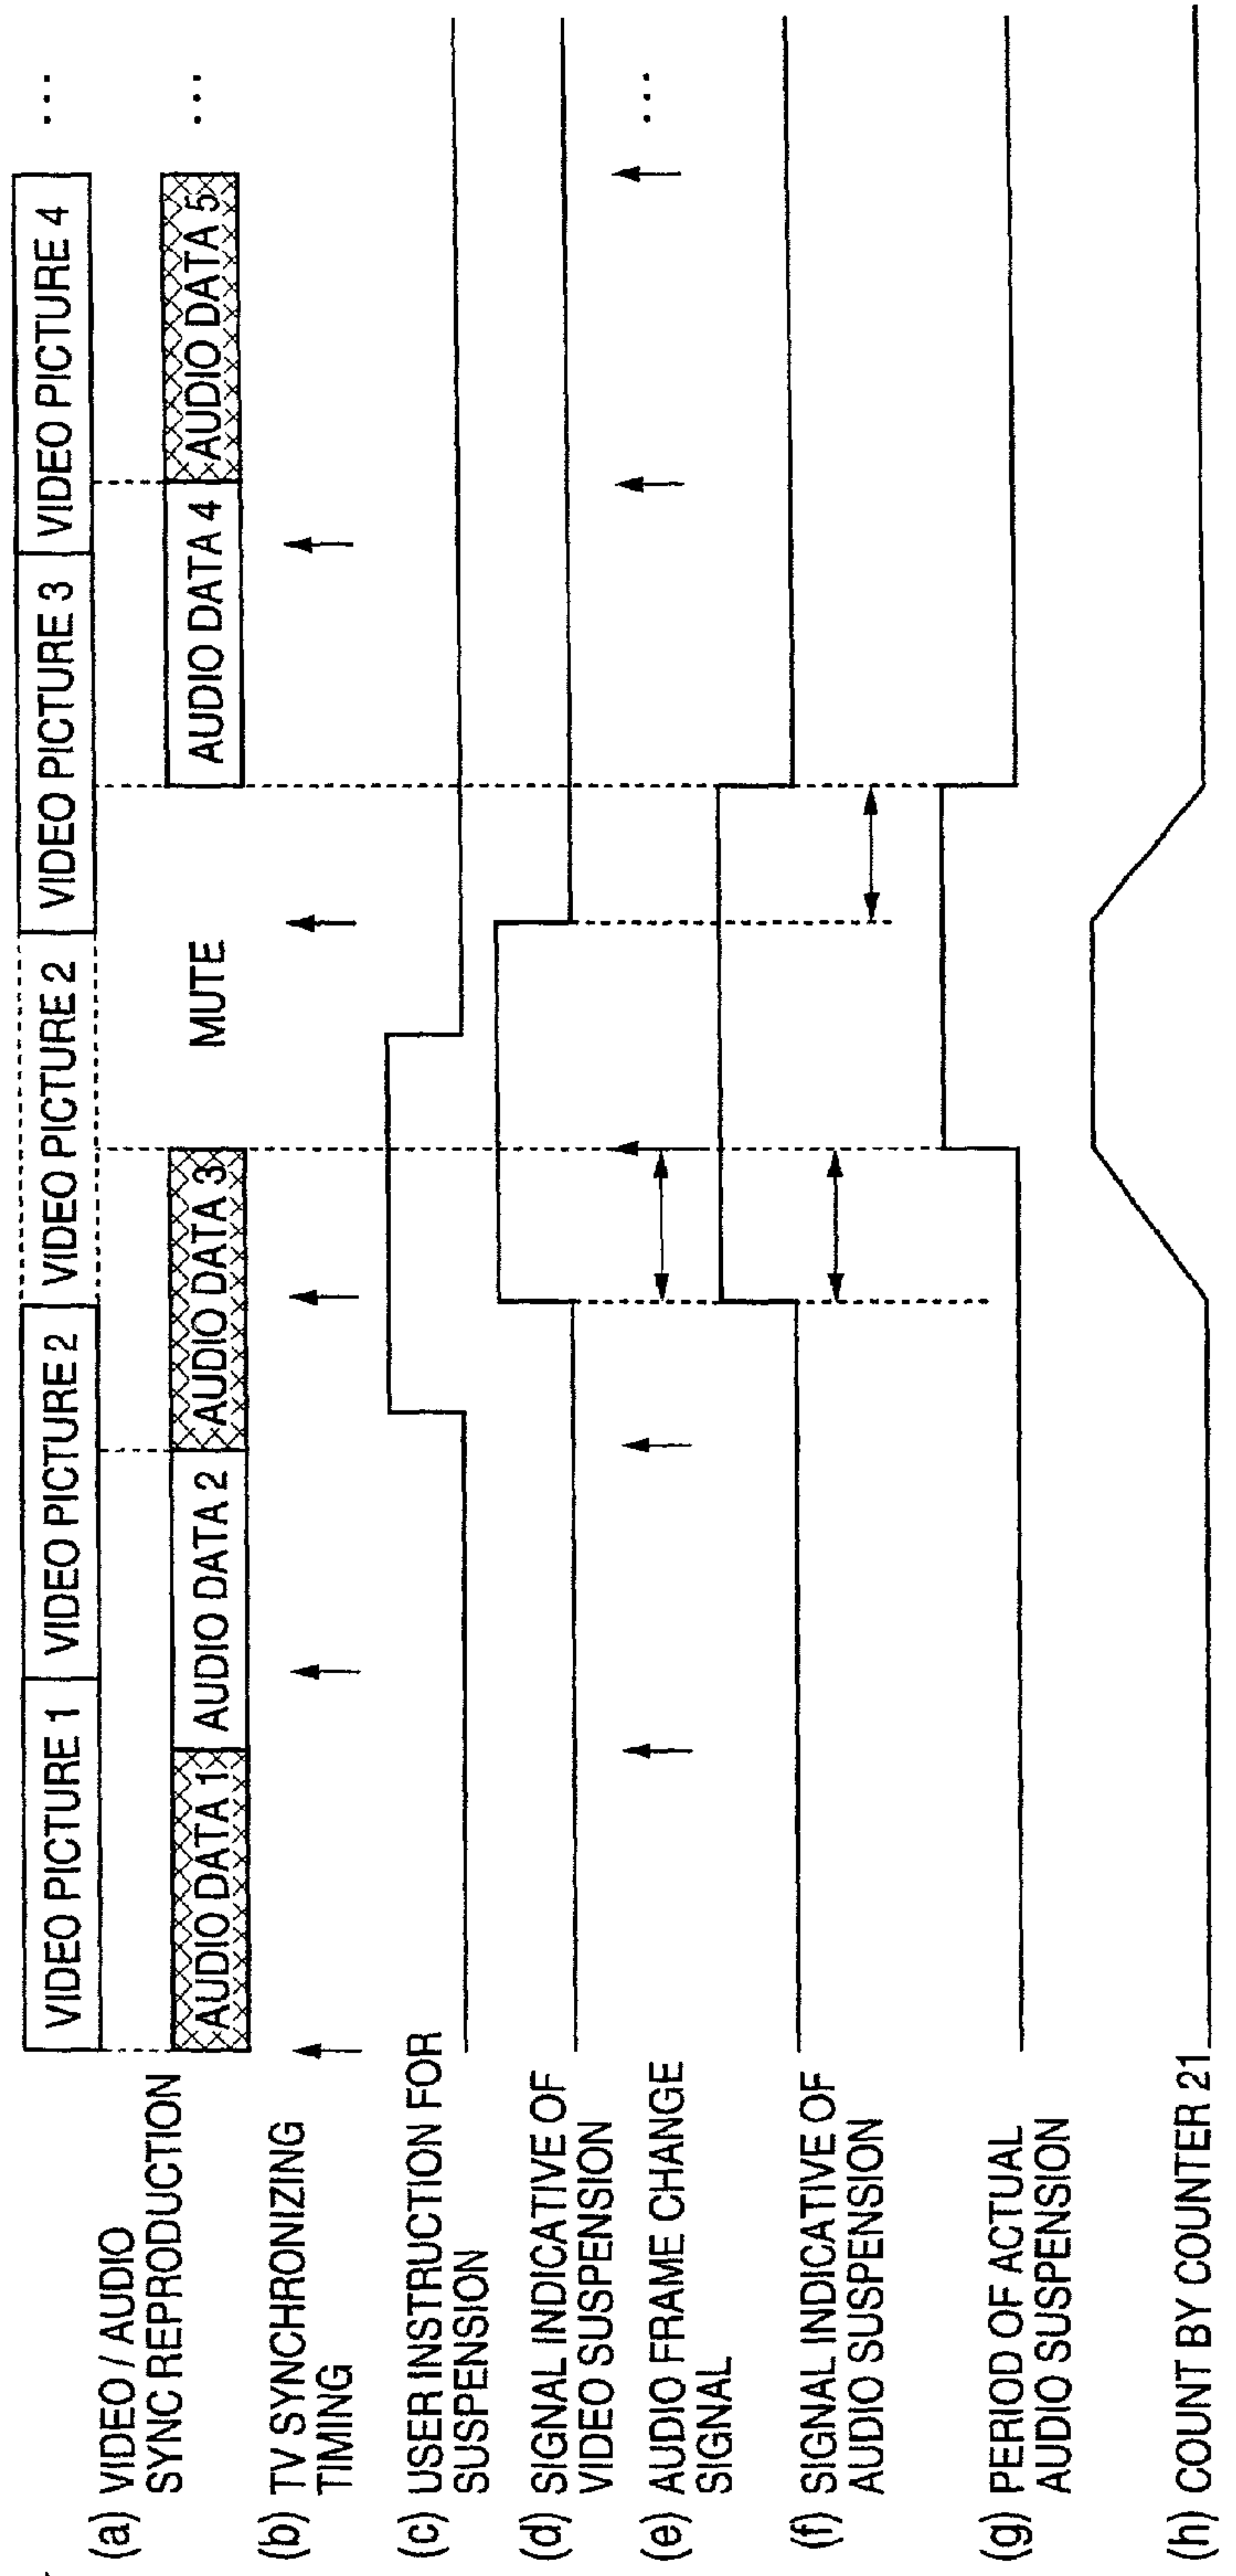 VIDEO PICTURE 1 VIDEO PICTURE 2 VIDEO PICTURE 2 VIDEO PICTURE 3 VIDEO PICTURE 4 ...
(a) VIDEO / AUDIO
SYNC REPRODUCTION
AUDIO DATA 1 AUDIO DATA 2 AUDIO DATA 3 MUTE AUDIO DATA 4 AUDIO DATA 5 ...
(b) TV SYNCHRONIZING
TIMING
(c) USER INSTRUCTION FOR
SUSPENSION
(d) SIGNAL INDICATIVE OF
VIDEO SUSPENSION
(e) AUDIO FRAME CHANGE
SIGNAL
...
(f) SIGNAL INDICATIVE OF
AUDIO SUSPENSION
(g) PERIOD OF ACTUAL
AUDIO SUSPENSION
(h) COUNT BY COUNTER 21